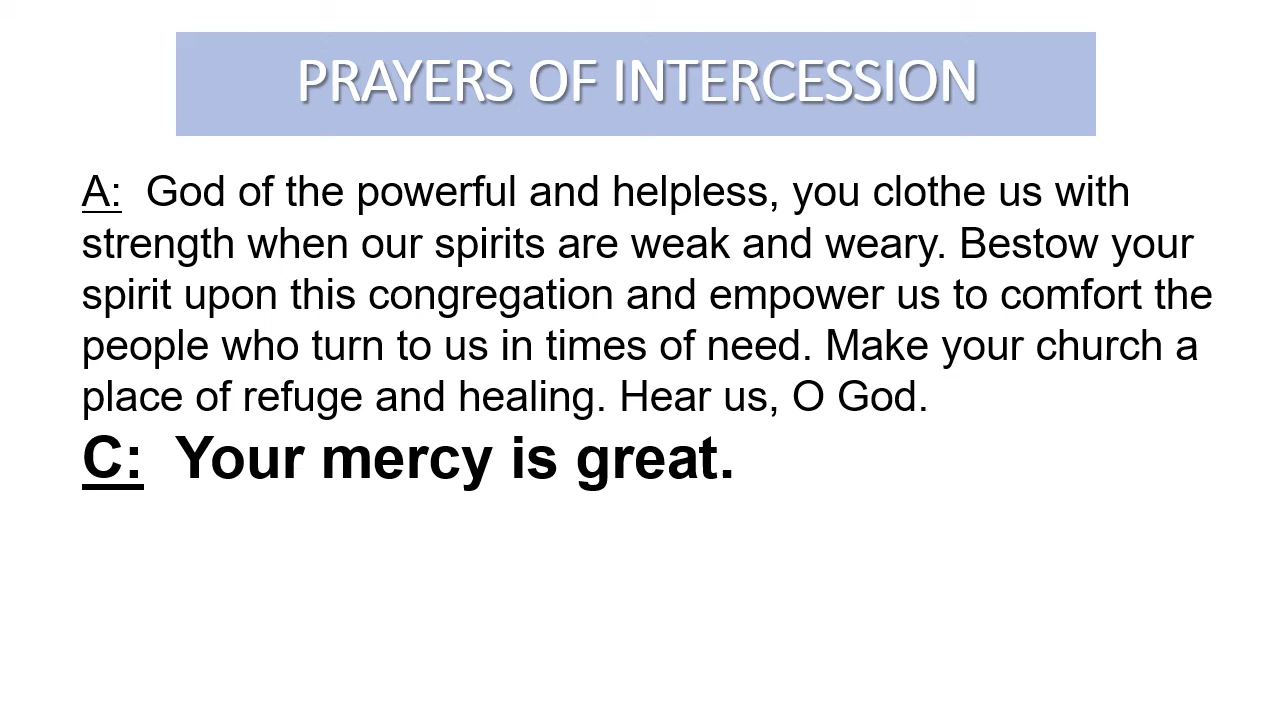 PRAYERS OF INTERCESSION
A: God of the powerful and helpless, you clothe us with
strength when our spirits are weak and weary. Bestow your
spirit upon this congregation and empower us to comfort the
people who turn to us in times of need. Make your church a
place of refuge and healing. Hear us, O God.
C: Your mercy is great.